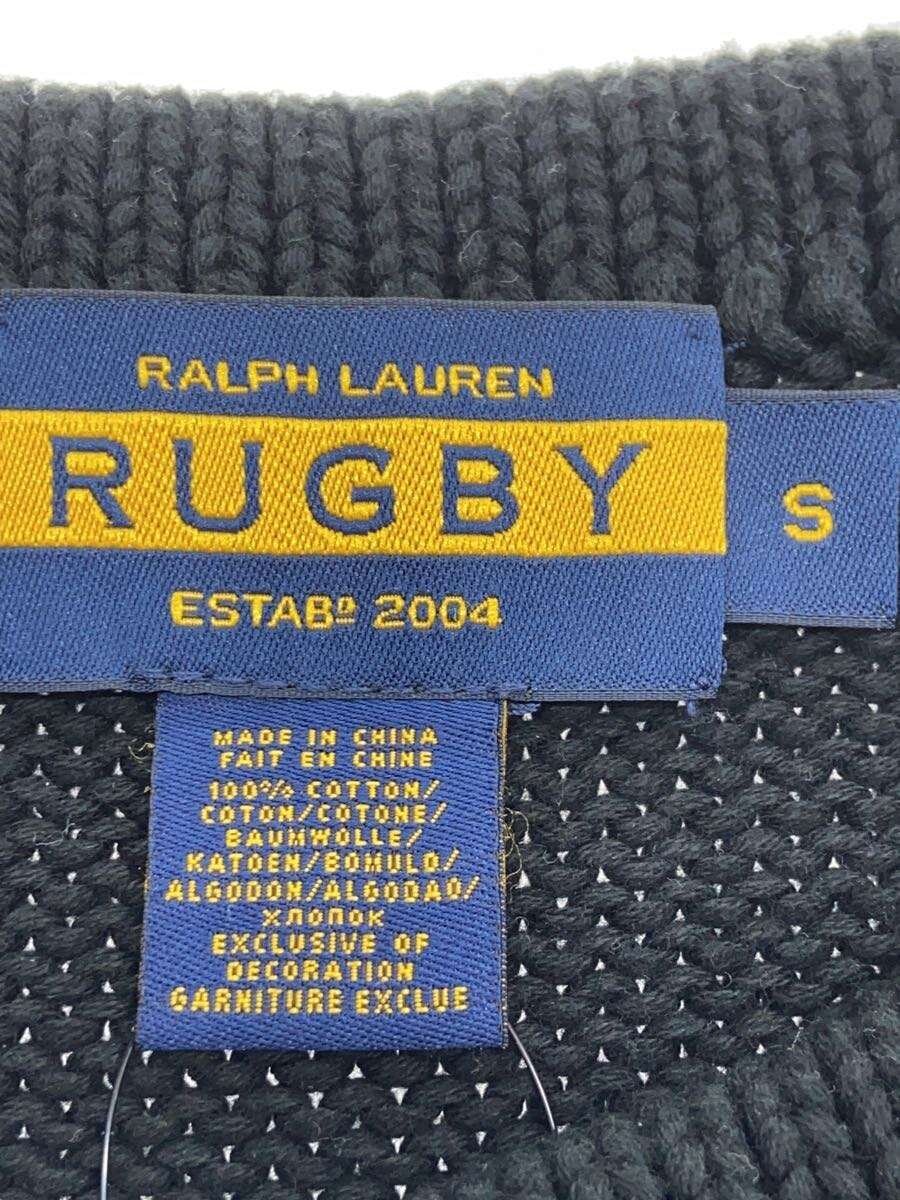 RALPH LAUREN
RUGBY
S
ESTABᴰ 2004
MADE IN CHINA
FAIT EN CHINE
100% COTTON/
COTON/COTONE/
BAUMWOLLE/
KATOEN/BOMULD/
ALGODON/ALGODAO/
ХЛОПОК
EXCLUSIVE OF
DECORATION
GARNITURE EXCLUE